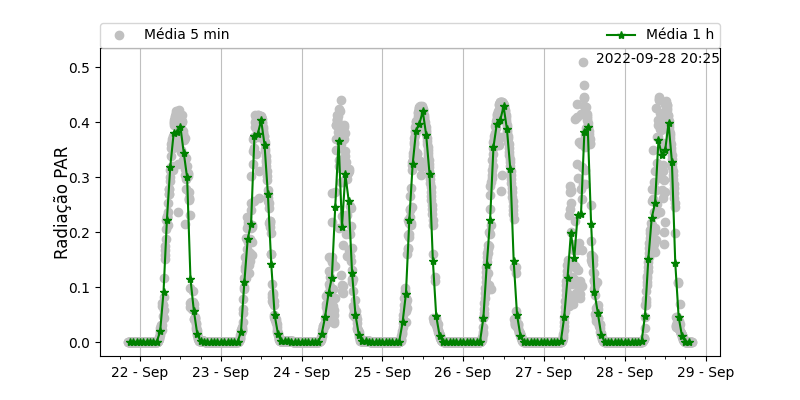 Média 5 min
Média 1 h
2022-09-28 20:25
Radiação PAR
0.5
0.4
0.3
0.2
0.1
0.0
22 - Sep
23 - Sep
24 - Sep
25 - Sep
26 - Sep
27 - Sep
28 - Sep
29 - Sep